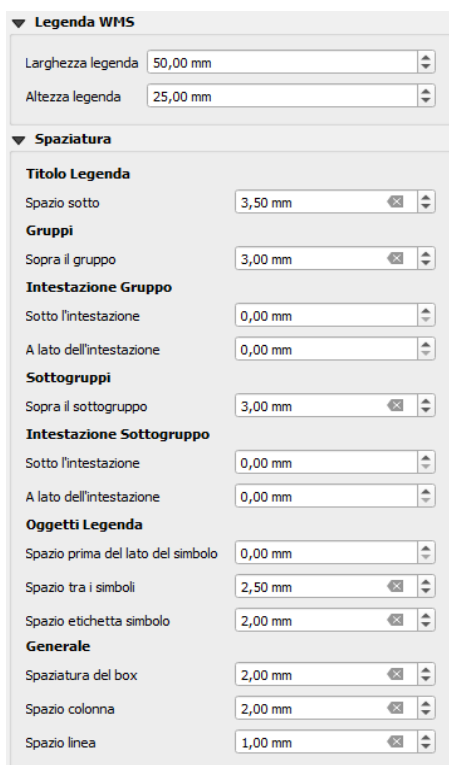 Legenda WMS
Larghezza legenda 50,00 mm
Altezza legenda 25,00 mm
Spaziatura
Titolo Legenda
Spazio sotto 3,50 mm
Gruppi
Sopra il gruppo 3,00 mm
Intestazione Gruppo
Sotto l'intestazione 0,00 mm
A lato dell'intestazione 0,00 mm
Sottogruppi
Sopra il sottogruppo 3,00 mm
Intestazione Sottogruppo
Sotto l'intestazione 0,00 mm
A lato dell'intestazione 0,00 mm
Oggetti Legenda
Spazio prima del lato del simbolo 0,00 mm
Spazio tra i simboli 2,50 mm
Spazio etichetta simbolo 2,00 mm
Generale
Spaziatura del box 2,00 mm
Spazio colonna 2,00 mm
Spazio linea 1,00 mm